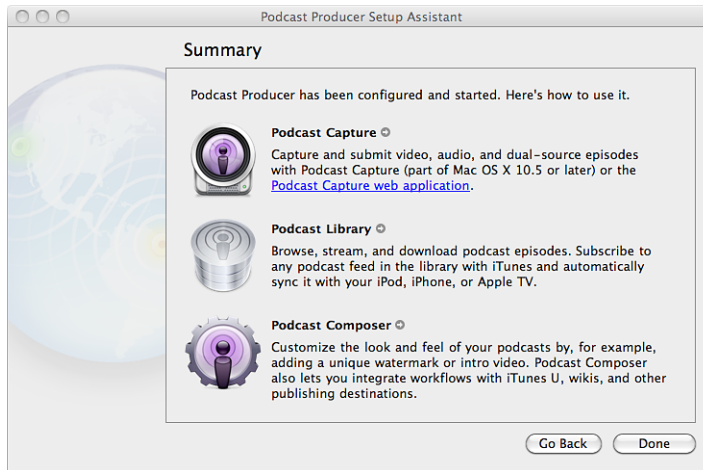 Podcast Producer Setup Assistant
Summary
Podcast Producer has been configured and started. Here's how to use it.
Podcast Capture
Capture and submit video, audio, and dual-source episodes
with Podcast Capture (part of Mac OS X 10.5 or later) or the
Podcast Capture web application.
Podcast Library
Browse, stream, and download podcast episodes. Subscribe to
any podcast feed in the library with iTunes and automatically
sync it with your iPod, iPhone, or Apple TV.
Podcast Composer
Customize the look and feel of your podcasts by, for example,
adding a unique watermark or intro video. Podcast Composer
also lets you integrate workflows with iTunes U, wikis, and other
publishing destinations.
Go Back
Done